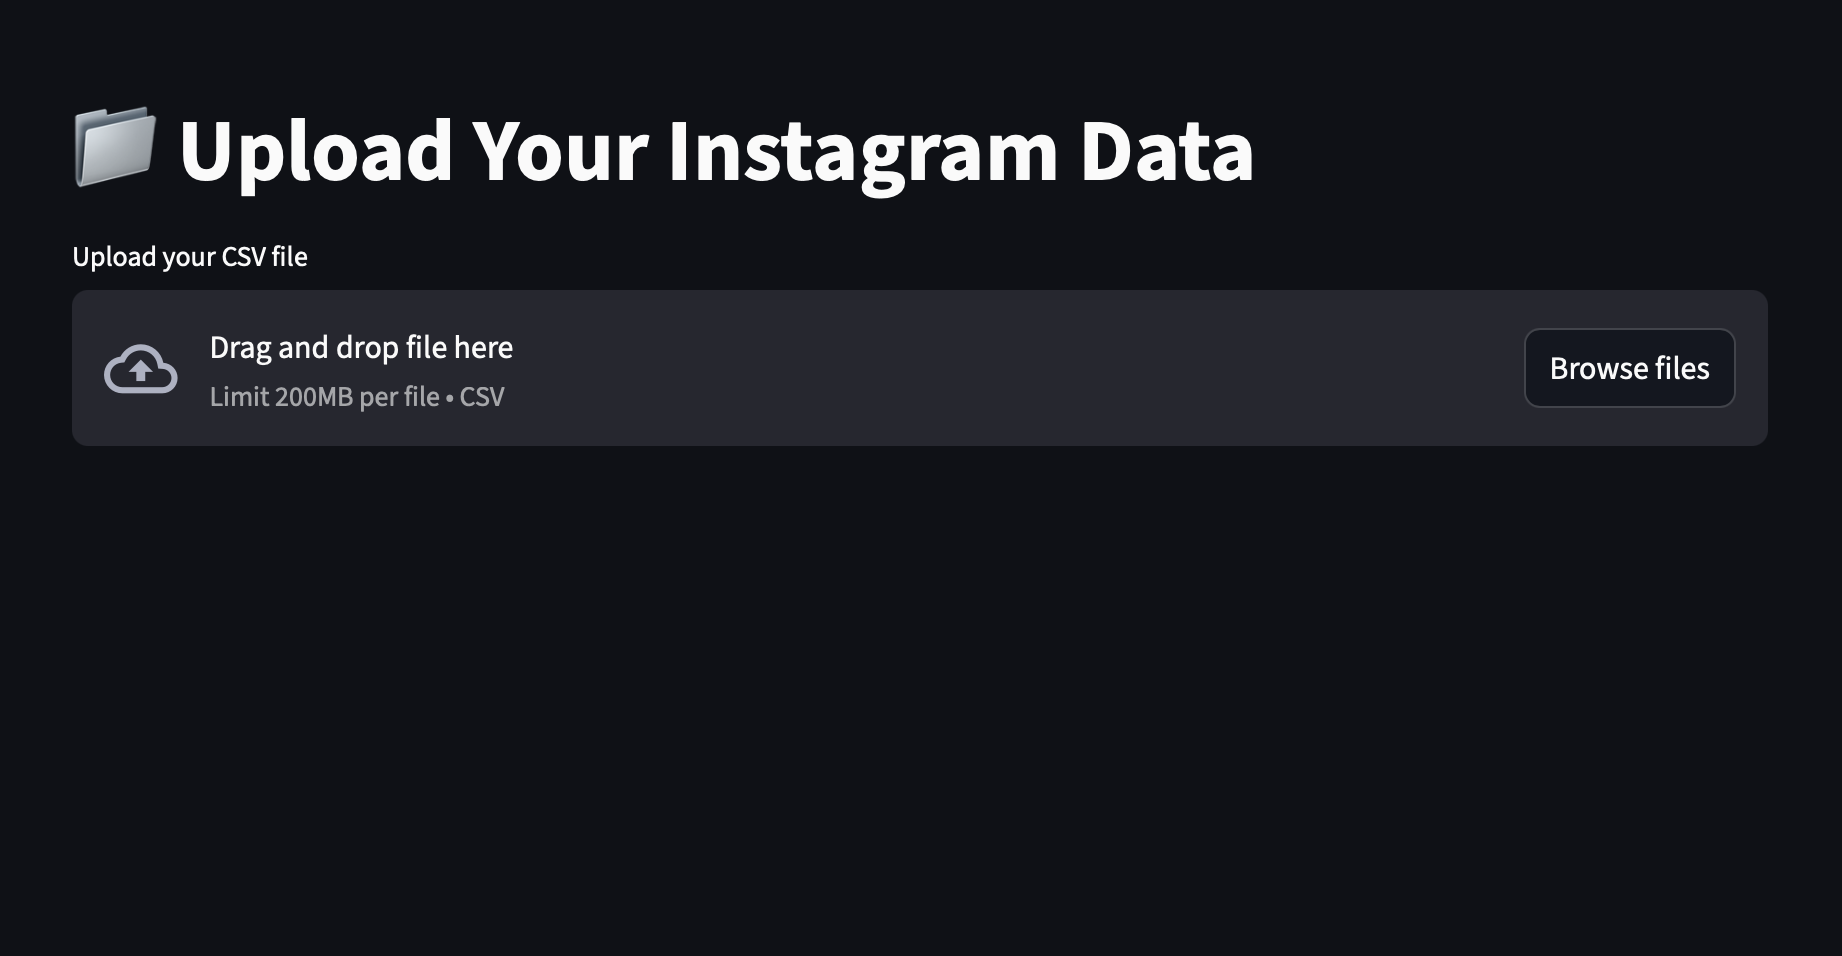 Upload Your Instagram Data
Upload your CSV file
Drag and drop file here
Limit 200MB per file • CSV
Browse files